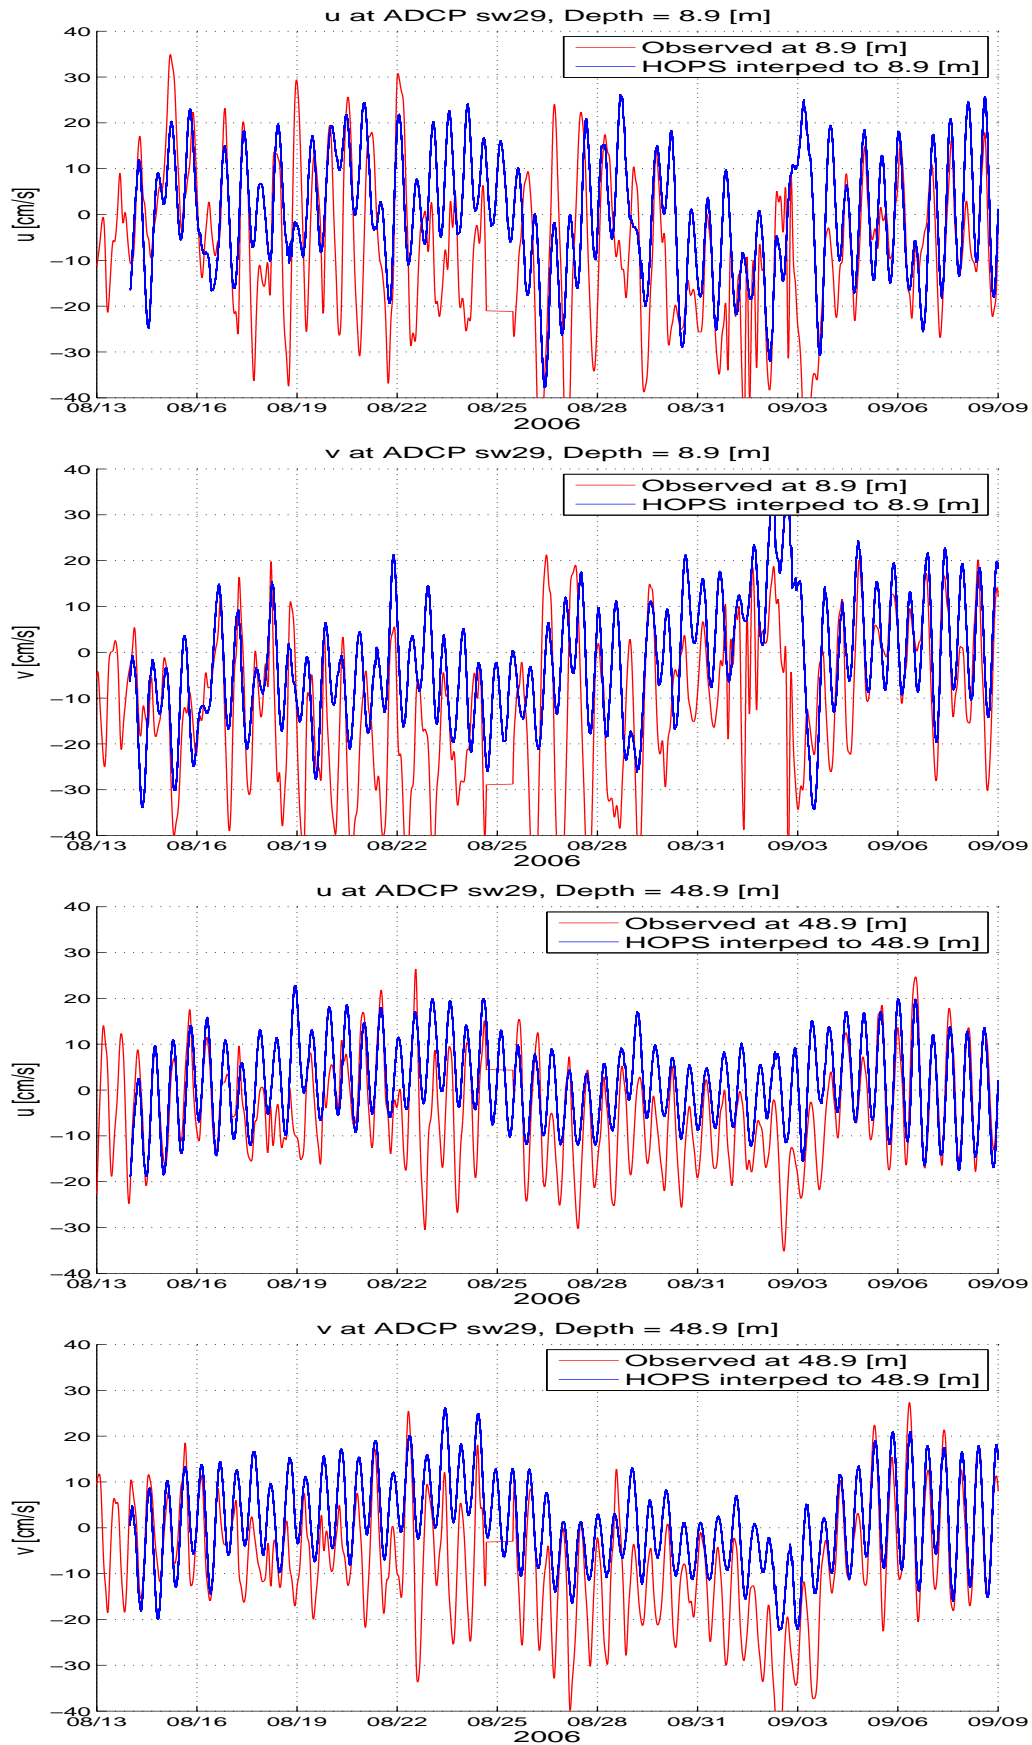 u at ADCP sw29, Depth = 8.9 [m]
Observed at 8.9 [m]
HOPS interped to 8.9 [m]
u [cm/s]
40
30
20
10
0
−10
−20
−30
−40
08/13 08/16 08/19 08/22 08/25 08/28 08/31 09/03 09/06 09/09
2006
v at ADCP sw29, Depth = 8.9 [m]
Observed at 8.9 [m]
HOPS interped to 8.9 [m]
v [cm/s]
40
30
20
10
0
−10
−20
−30
−40
08/13 08/16 08/19 08/22 08/25 08/28 08/31 09/03 09/06 09/09
2006
u at ADCP sw29, Depth = 48.9 [m]
Observed at 48.9 [m]
HOPS interped to 48.9 [m]
u [cm/s]
40
30
20
10
0
−10
−20
−30
−40
08/13 08/16 08/19 08/22 08/25 08/28 08/31 09/03 09/06 09/09
2006
v at ADCP sw29, Depth = 48.9 [m]
Observed at 48.9 [m]
HOPS interped to 48.9 [m]
v [cm/s]
40
30
20
10
0
−10
−20
−30
−40
08/13 08/16 08/19 08/22 08/25 08/28 08/31 09/03 09/06 09/09
2006